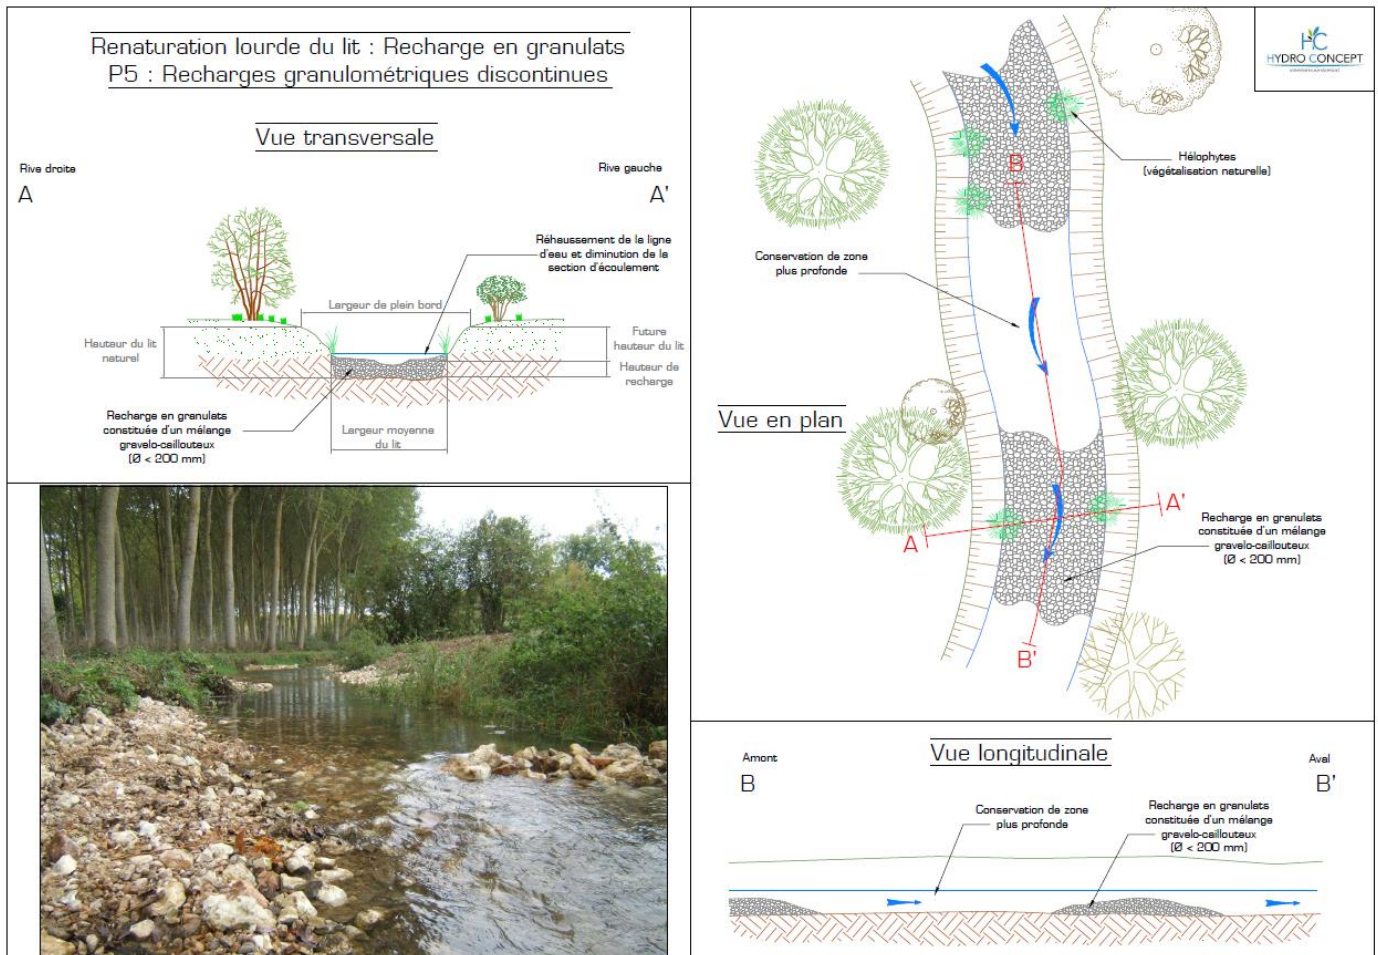 Renaturation lourde du lit : Recharge en granulats
P5 : Recharges granulométriques discontinues
Vue transversale
Rive droite
A
Rive gauche
A'
Réhaussement de la ligne
d'eau et diminution de la
section d'écoulement
Largeur de plein bord
Hauteur du lit
naturel
Future
hauteur du lit
Hauteur de
recharge
Recharge en granulats
constituée d'un mélange
gravelo-caillouteux
(Ø < 200 mm)
Largeur moyenne
du lit
HC
HYDRO CONCEPT
Hélophytes
(végétalisation naturelle)
B
Conservation de zone
plus profonde
Vue en plan
A'
A
Recharge en granulats
constituée d'un mélange
gravelo-caillouteux
(Ø < 200 mm)
B'
Vue longitudinale
Amont
B
Aval
B'
Conservation de zone
plus profonde
Recharge en granulats
constituée d'un mélange
gravelo-caillouteux
(Ø < 200 mm)